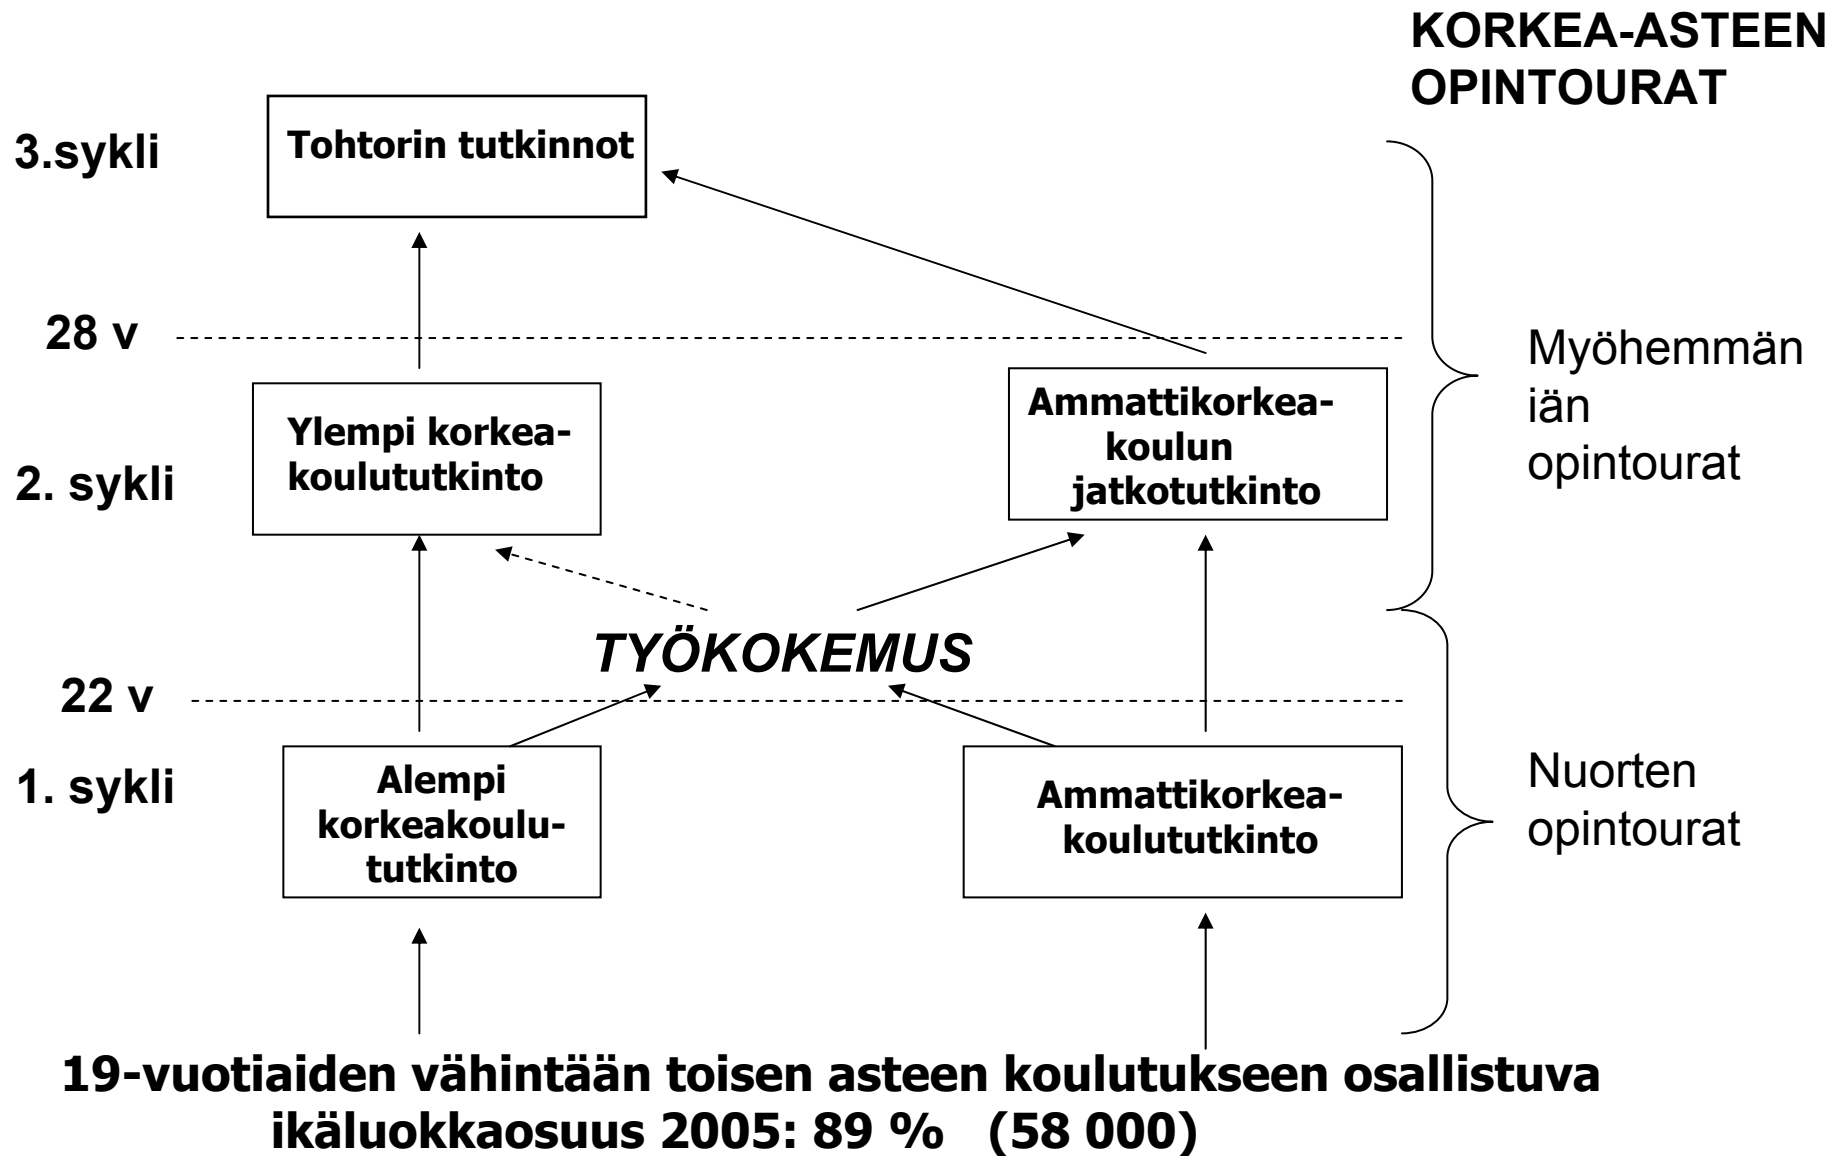 KORKEA-ASTEEN
OPINTOURAT
3.sykli
Tohtorin tutkinnot
28 v
Myöhemmän
iän
opintourat
2. sykli
Ylempi korkea-
koulututkinto
Ammattikorkea-
koulun
jatkotutkinto
TYÖKOKEMUS
22 v
1. sykli
Alempi
korkeakoulu-
tutkinto
Ammattikorkea-
koulututkinto
Nuorten
opintourat
19-vuotiaiden vähintään toisen asteen koulutukseen osallistuva
ikäluokkaosuus 2005: 89 % (58 000)